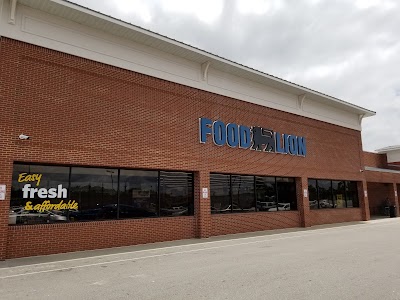 FOOD LION
Easy
fresh
& affordable